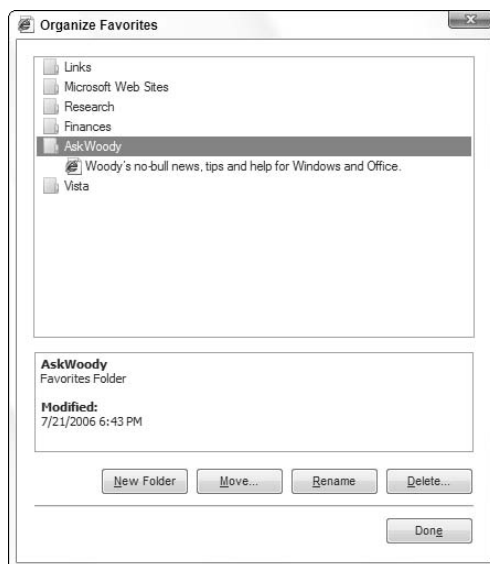 Organize Favorites
Links
Microsoft Web Sites
Research
Finances
AskWoody
Woody's no-bull news, tips and help for Windows and Office.
Vista
AskWoody
Favorites Folder
Modified:
7/21/2006 6:43 PM
New Folder
Move...
Rename
Delete...
Done